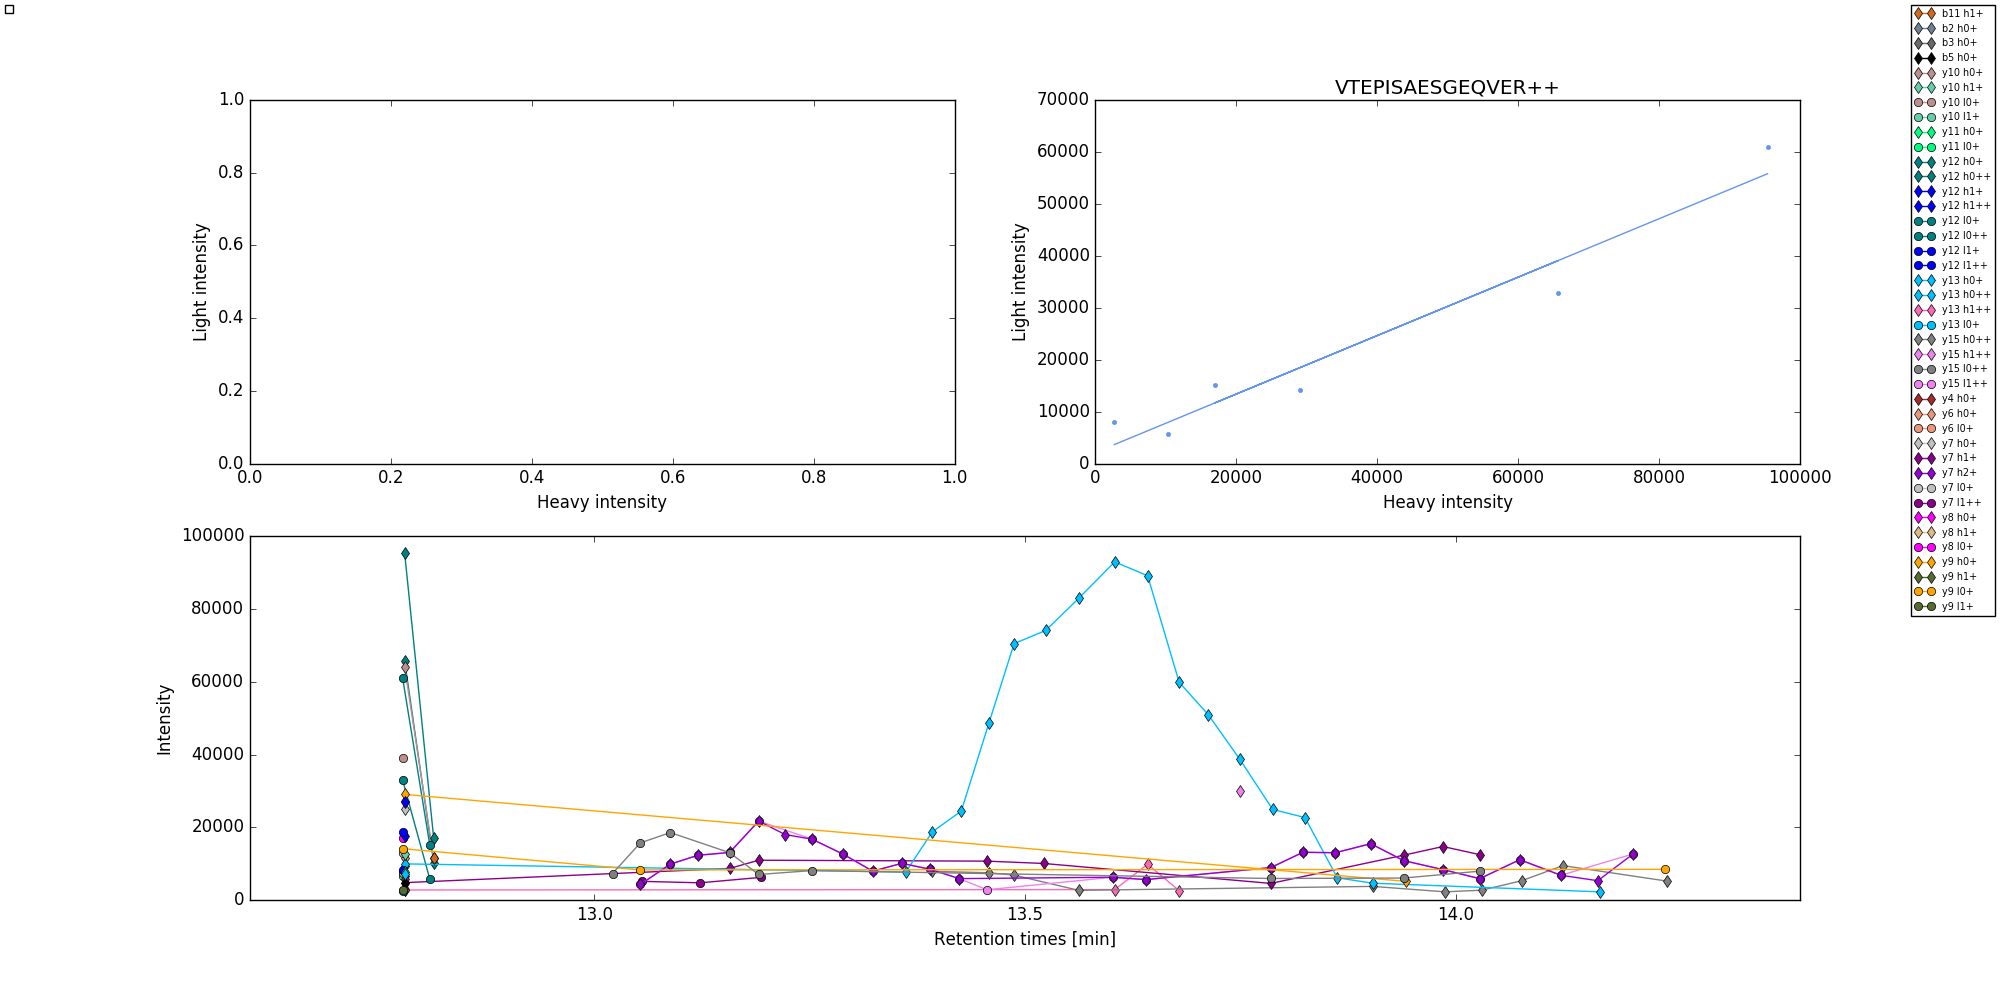 VTEPISAESGEQVER++
1.0
0.8
0.6
0.4
0.2
0.0
Light intensity
0.0 0.2 0.4 0.6 0.8 1.0
Heavy intensity
70000
60000
50000
40000
30000
20000
10000
0
Light intensity
0 20000 40000 60000 80000 100000
Heavy intensity
100000
80000
60000
40000
20000
0
Intensity
13.0 13.5 14.0
Retention times [min]
b11 h1+
b2 h0+
b3 h0+
b5 h0+
y10 h0+
y10 h1+
y10 l0+
y10 l1+
y11 h0+
y11 l0+
y12 h0+
y12 h0++
y12 h1+
y12 h1++
y12 l0+
y12 l0++
y12 l1+
y12 l1++
y13 h0+
y13 h0++
y13 h1++
y13 l0+
y15 h0++
y15 h1++
y15 l0++
y15 l1++
y4 h0+
y6 h0+
y6 l0+
y7 h0+
y7 h1+
y7 h2+
y7 l0+
y7 l1++
y8 h0+
y8 h1+
y8 l0+
y9 h0+
y9 h1+
y9 l0+
y9 l1+